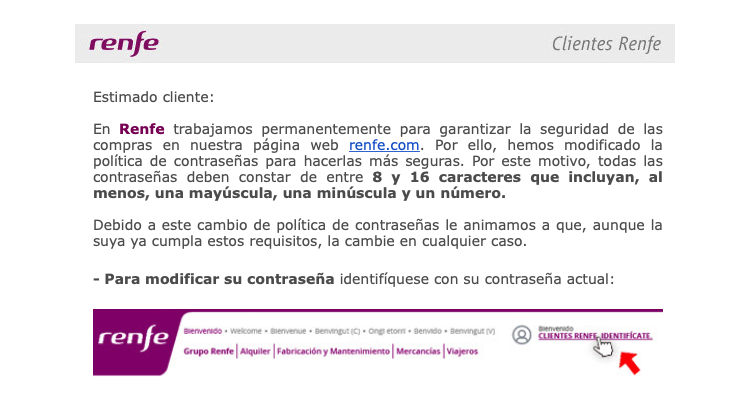 renfe Clientes Renfe
Estimado cliente:
En Renfe trabajamos permanentemente para garantizar la seguridad de las
compras en nuestra página web renfe.com. Por ello, hemos modificado la
política de contraseñas para hacerlas más seguras. Por este motivo, todas las
contraseñas deben constar de entre 8 y 16 caracteres que incluyan, al
menos, una mayúscula, una minúscula y un número.
Debido a este cambio de política de contraseñas le animamos a que, aunque la
suya ya cumpla estos requisitos, la cambie en cualquier caso.
- Para modificar su contraseña identifíquese con su contraseña actual:
renfe
Bienvenido • Welcome • Bienvenue • Benvingut (C) • Ongi etorri • Benvido • Benvingut (V)
Grupo Renfe | Alquiler | Fabricación y Mantenimiento | Mercancías | Viajeros
Bienvenido
CLIENTES RENFE. IDENTIFÍCATE.